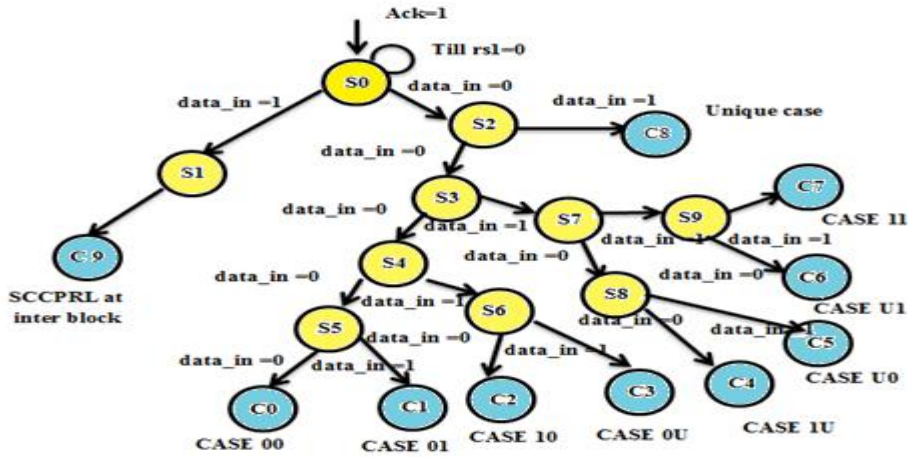 Ack=1
Till rs1=0
S0
data_in =1
data_in =0
S2
data_in =1
C8
Unique case
S1
data_in =0
S3
C7
CASE 11
C 9
SCCPRL at
inter block
data_in =0
data_in =1
S7
data_in =1
S9
data_in =1
S4
data_in =0
data_in =0
C6
CASE U1
data_in =0
data_in =1
S6
S8
data_in =0
data_in =1
C5
CASE U0
S5
data_in =0
data_in =0
data_in =1
data_in =1
C0
CASE 00
C1
CASE 01
C2
CASE 10
C3
CASE 0U
C4
CASE 1U